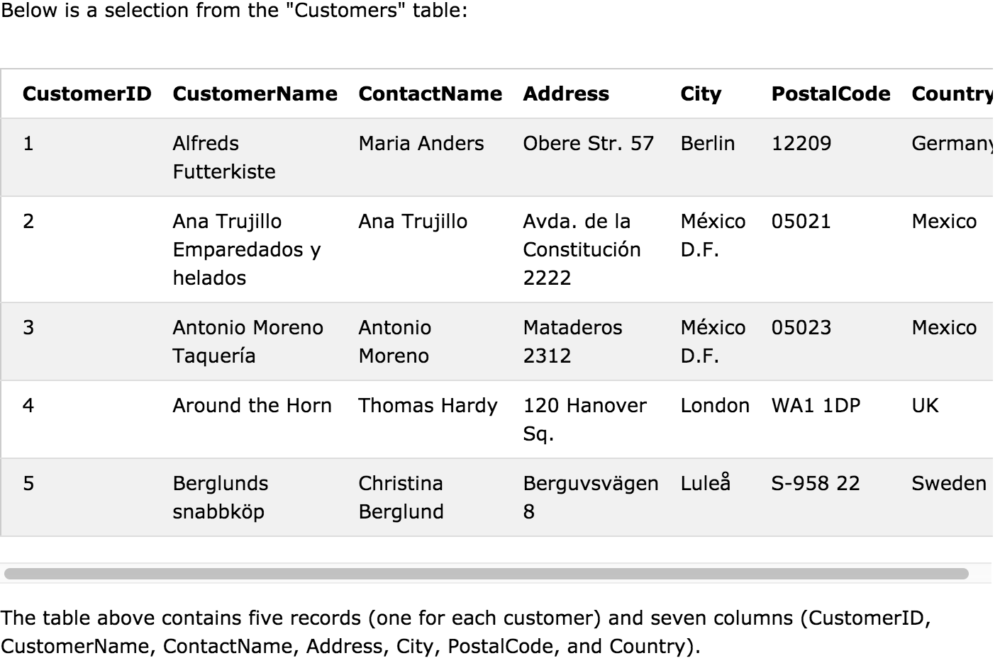 Below is a selection from the "Customers" table:
CustomerID CustomerName ContactName Address City PostalCode Country
1 Alfreds Maria Anders Obere Str. 57 Berlin 12209 Germany
Futterkiste
2 Ana Trujillo Ana Trujillo Avda. de la México 05021 Mexico
Emparedados y Constitución D.F.
helados 2222
3 Antonio Moreno Antonio Mataderos México 05023 Mexico
Taquería Moreno 2312 D.F.
4 Around the Horn Thomas Hardy 120 Hanover London WA1 1DP UK
Sq.
5 Berglunds Christina Berguvsvägen Luleå S-958 22 Sweden
snabbköp Berglund 8
The table above contains five records (one for each customer) and seven columns (CustomerID,
CustomerName, ContactName, Address, City, PostalCode, and Country).